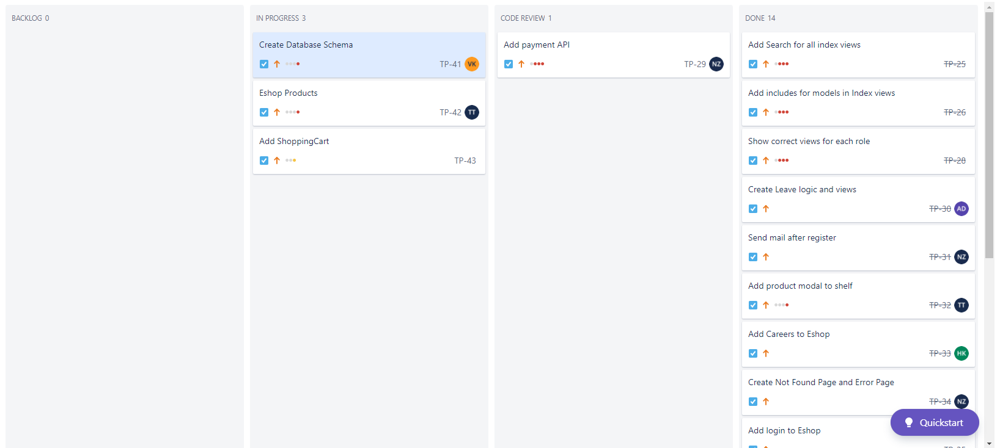 BACKLOG 0
IN PROGRESS 3
Create Database Schema
TP-41 VK
Eshop Products
TP-42 TT
Add ShoppingCart
TP-43
CODE REVIEW 1
Add payment API
TP-29 NZ
DONE 14
Add Search for all index views
TP-25
Add includes for models in Index views
TP-26
Show correct views for each role
TP-28
Create Leave logic and views
TP-30 AD
Send mail after register
TP-31 NZ
Add product modal to shelf
TP-32 TT
Add Careers to Eshop
TP-33 HK
Create Not Found Page and Error Page
TP-34 NZ
Add login to Eshop
Quickstart